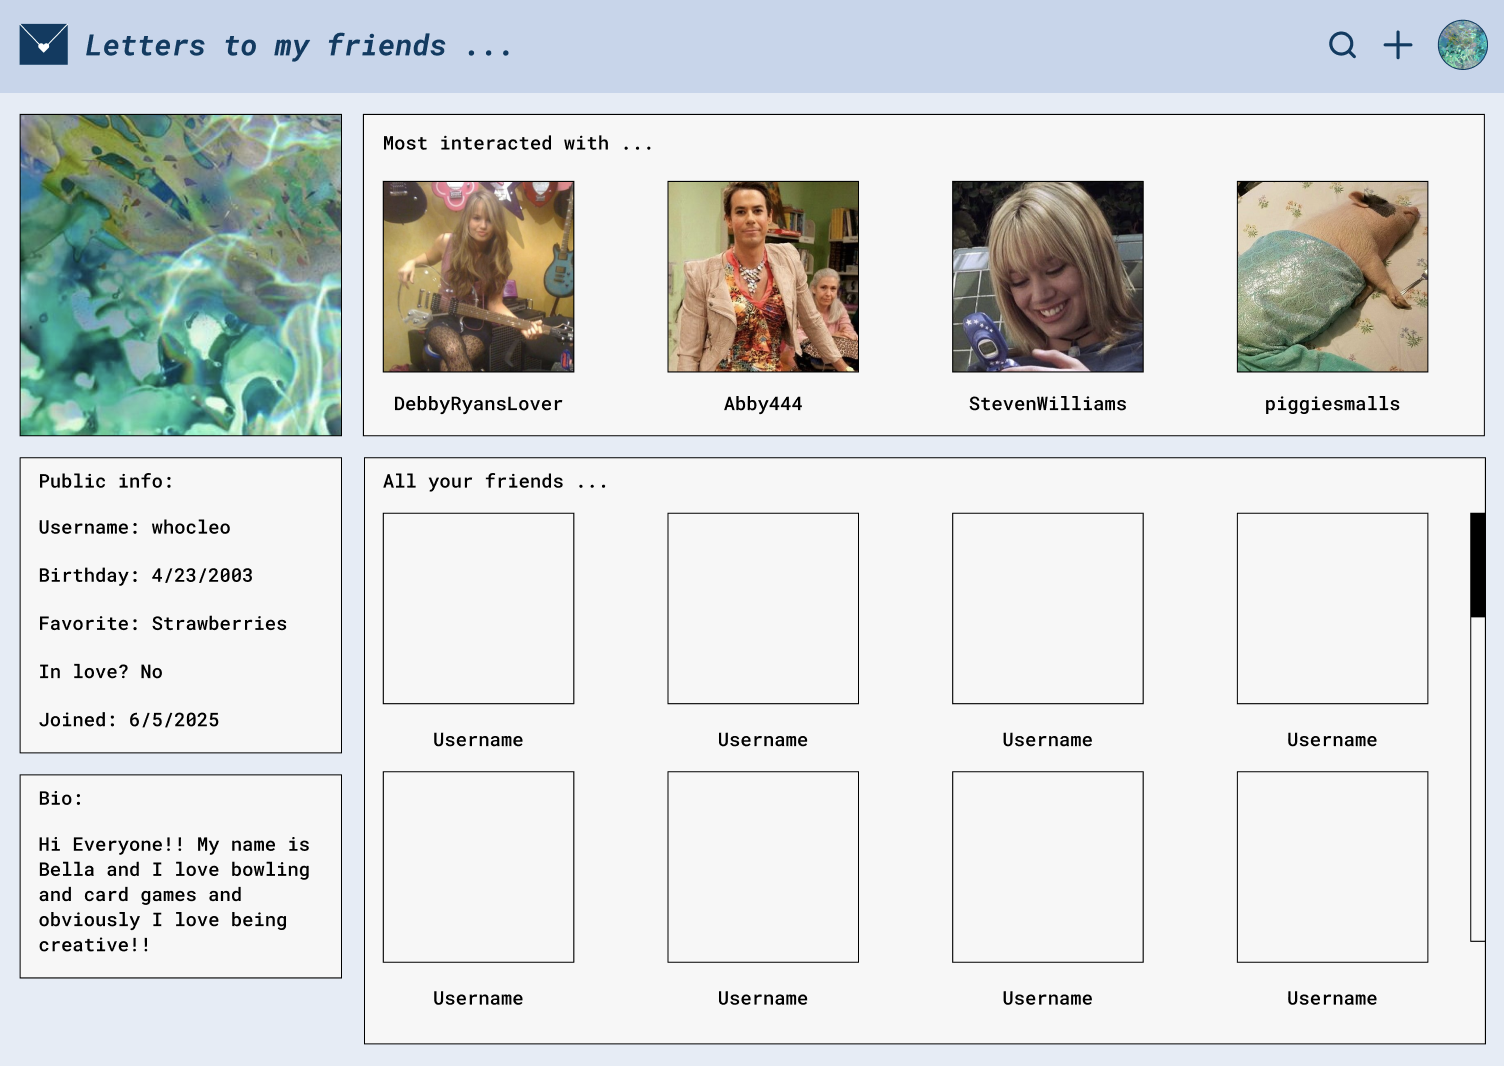 Letters to my friends ...
Most interacted with ...
DebbyRyansLover
Abby444
StevenWilliams
piggiesmalls
Public info:
Username: whocleo
Birthday: 4/23/2003
Favorite: Strawberries
In love? No
Joined: 6/5/2025
Bio:
Hi Everyone!! My name is
Bella and I love bowling
and card games and
obviously I love being
creative!!
All your friends ...
Username
Username
Username
Username
Username
Username
Username
Username